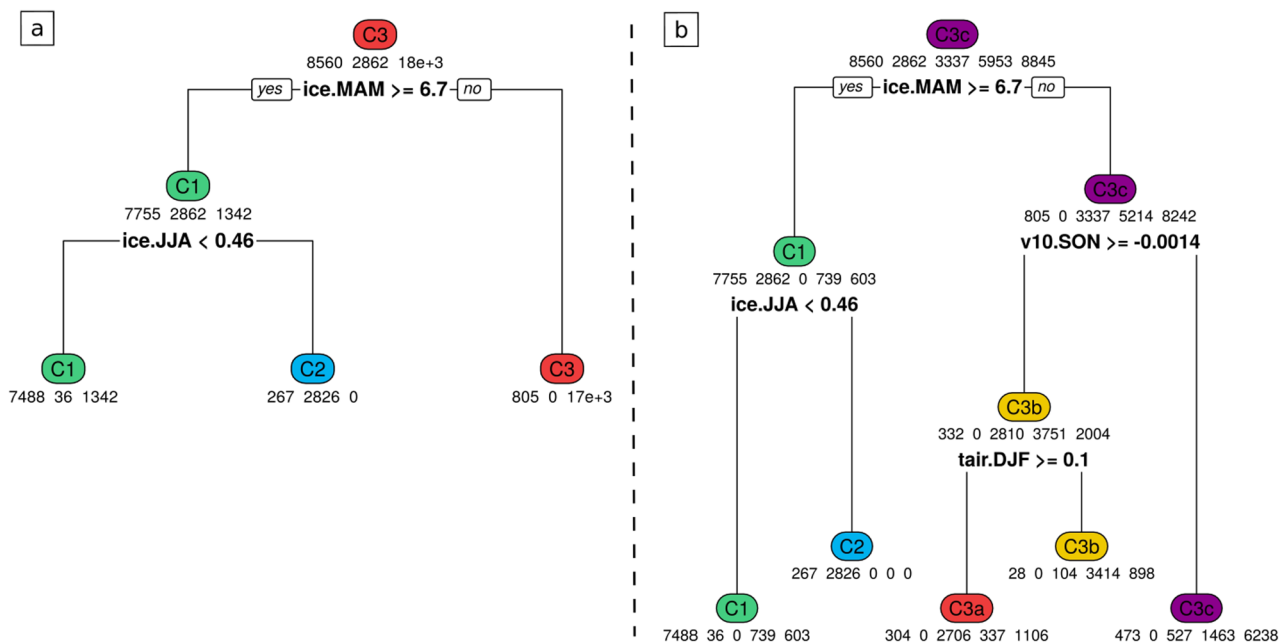 a
C3
8560 2862 18e+3
yes ice.MAM >= 6.7 no
C1
7755 2862 1342
ice.JJA < 0.46
C1
7488 36 1342
C2
267 2826 0
C3
805 0 17e+3
b
C3c
8560 2862 3337 5953 8845
yes ice.MAM >= 6.7 no
C3c
805 0 3337 5214 8242
v10.SON >= -0.0014
C1
7755 2862 0 739 603
ice.JJA < 0.46
C3b
332 0 2810 3751 2004
tair.DJF >= 0.1
C2
267 2826 0 0 0
C3b
28 0 104 3414 898
C1
7488 36 0 739 603
C3a
304 0 2706 337 1106
C3c
473 0 527 1463 6238